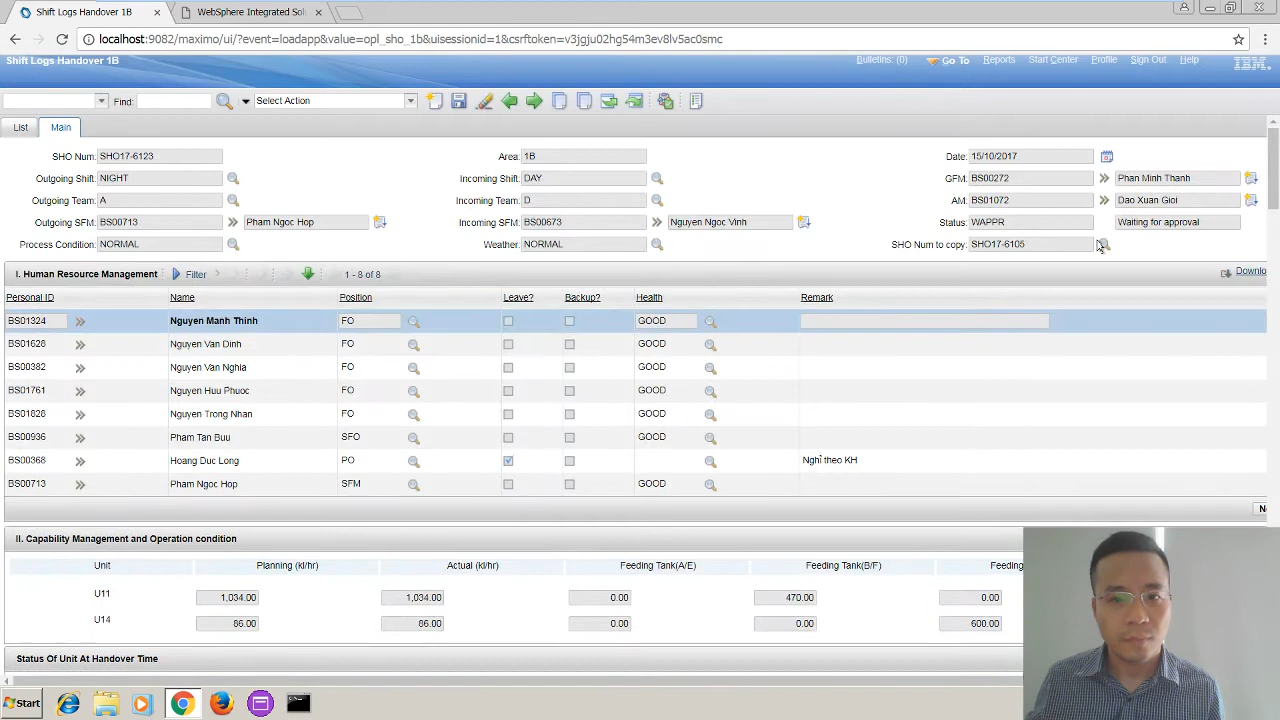 Shift Logs Handover 1B
WebSphere Integrated Sol
localhost:9082/maximo/ui/?event=loadapp&value=opl_sho_1b&uisessionid=1&csrftoken=v3jgju02hg54m3ev8lv5ac0smc
Shift Logs Handover 1B
Bulletins: (0) Go To Reports Start Center Profile Sign Out Help IBM
Find: Select Action
List Main
SHO Num: SHO17-6123 Area: 1B Date: 15/10/2017
Outgoing Shift: NIGHT Incoming Shift: DAY GFM: BS00272 Phan Minh Thanh
Outgoing Team: A Incoming Team: D AM: BS01072 Dao Xuan Gioi
Outgoing SFM: BS00713 Pham Ngoc Hop Incoming SFM: BS00673 Nguyen Ngoc Vinh Status: WAPPR Waiting for approval
Process Condition: NORMAL Weather: NORMAL SHO Num to copy: SHO17-6105
I. Human Resource Management Filter 1 - 8 of 8 Downlo
Personal ID Name Position Leave? Backup? Health Remark
BS01324 Nguyen Manh Thinh FO GOOD
BS01628 Nguyen Van Dinh FO GOOD
BS00382 Nguyen Van Nghia FO GOOD
BS01761 Nguyen Huu Phuoc FO GOOD
BS01828 Nguyen Trong Nhan FO GOOD
BS00936 Pham Tan Buu SFO GOOD
BS00368 Hoang Duc Long PO Nghỉ theo KH
BS00713 Pham Ngoc Hop SFM GOOD
II. Capability Management and Operation condition
Unit Planning (kl/hr) Actual (kl/hr) Feeding Tank(A/E) Feeding Tank(B/F) Feeding
U11 1,034.00 1,034.00 0.00 470.00 0.00
U14 86.00 86.00 0.00 0.00 600.00
Status Of Unit At Handover Time
Start